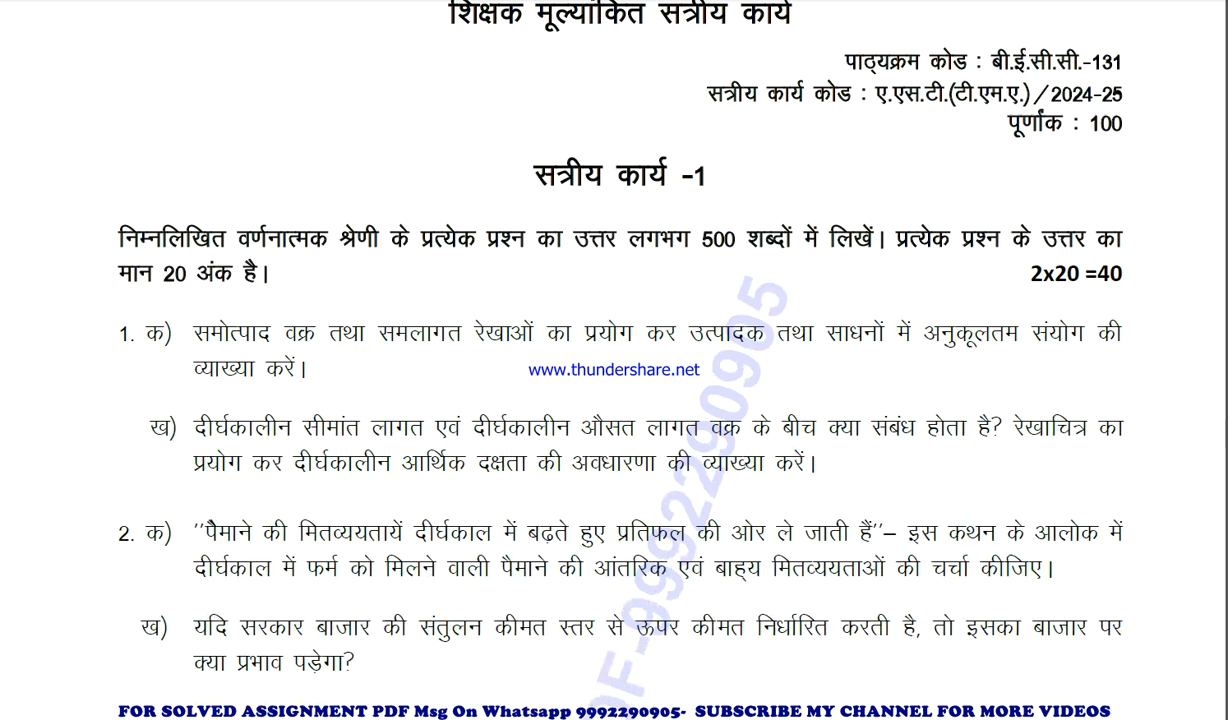 शिक्षक मूल्यांकित सत्रीय कार्य
पाठ्यक्रम कोड : बी.ई.सी.सी.-131
सत्रीय कार्य कोड : ए.एस.टी.(टी.एम.ए.)/2024-25
पूर्णांक : 100
सत्रीय कार्य -1
निम्नलिखित वर्णनात्मक श्रेणी के प्रत्येक प्रश्न का उत्तर लगभग 500 शब्दों में लिखें। प्रत्येक प्रश्न के उत्तर का
मान 20 अंक है। 2x20 =40
1. क) समोत्पाद वक्र तथा समलागत रेखाओं का प्रयोग कर उत्पादक तथा साधनों में अनुकूलतम संयोग की
व्याख्या करें।
www.thundershare.net
ख) दीर्घकालीन सीमांत लागत एवं दीर्घकालीन औसत लागत वक्र के बीच क्या संबंध होता है? रेखाचित्र का
प्रयोग कर दीर्घकालीन आर्थिक दक्षता की अवधारणा की व्याख्या करें।
2. क) ''पैमाने की मितव्ययतायें दीर्घकाल में बढ़ते हुए प्रतिफल की ओर ले जाती हैं''– इस कथन के आलोक में
दीर्घकाल में फर्म को मिलने वाली पैमाने की आंतरिक एवं बाह्य मितव्ययताओं की चर्चा कीजिए।
ख) यदि सरकार बाजार की संतुलन कीमत स्तर से ऊपर कीमत निर्धारित करती है, तो इसका बाजार पर
क्या प्रभाव पड़ेगा?
DF-9992290905
FOR SOLVED ASSIGNMENT PDF Msg On Whatsapp 9992290905- SUBSCRIBE MY CHANNEL FOR MORE VIDEOS